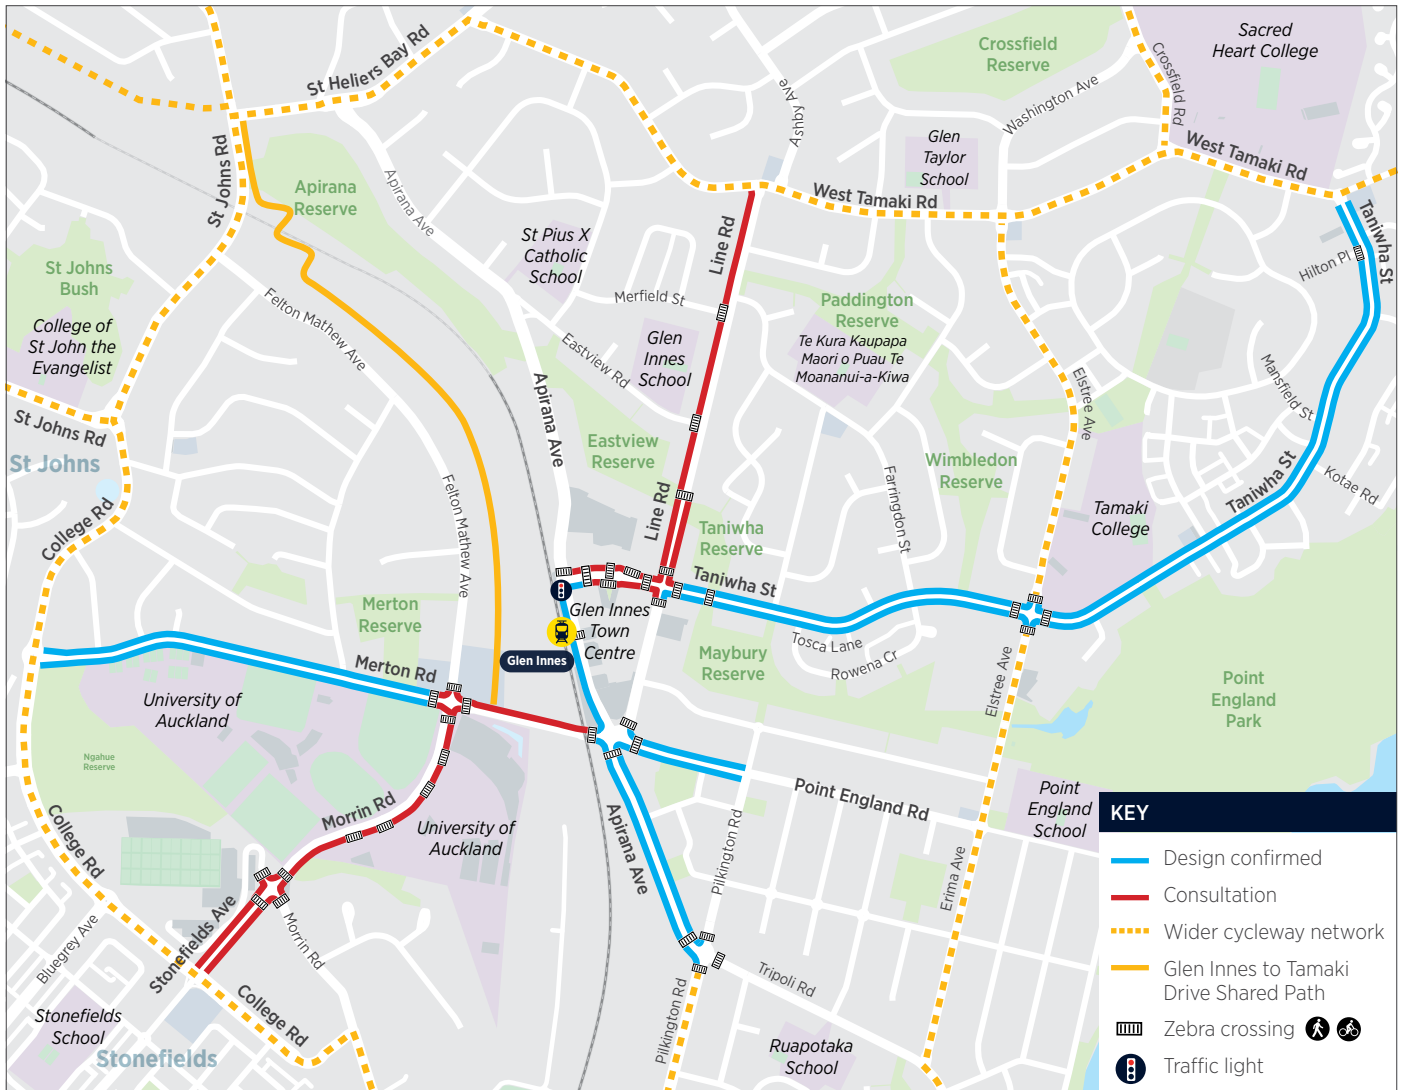 Sacred
Heart College
Crossfield
Reserve
St Heliers Bay Rd
Crossfield Rd
Washington Ave
Ashby Ave
Glen
Taylor
School
West Tamaki Rd
St Johns Rd
Apirana
Reserve
Apirana Ave
West Tamaki Rd
Taniwha St
St Pius X
Catholic
School
Line Rd
Hilton Pl
St Johns
Bush
Merfield St
Paddington
Reserve
Felton Mathew Ave
College of
St John the
Evangelist
Glen
Innes
School
Te Kura Kaupapa
Maori o Puau Te
Moananui-a-Kiwa
Eastview Rd
Mansfield St
Elstree Ave
Apirana Ave
St Johns Rd
St Johns
Eastview
Reserve
Wimbledon
Reserve
Taniwha St
Kotae Rd
Felton Mathew Ave
Farringdon St
Line Rd
Tamaki
College
College Rd
Taniwha
Reserve
Taniwha St
Merton
Reserve
Glen Innes
Town
Centre
Tosca Lane
Rowena Cr
Maybury
Reserve
Glen Innes
Merton Rd
Elstree Ave
Point
England
Park
University of
Auckland
Ngahue
Reserve
Point England Rd
Point
England
School
Morrin Rd
University of
Auckland
College Rd
Apirana Ave
Pilkington Rd
Erima Ave
Stonefields Ave
Bluegrey Ave
Morrin Rd
Tripoli Rd
Pilkington Rd
College Rd
Stonefields
School
Stonefields
Ruapotaka
School
KEY
Design confirmed
Consultation
Wider cycleway network
Glen Innes to Tamaki
Drive Shared Path
Zebra crossing
Traffic light